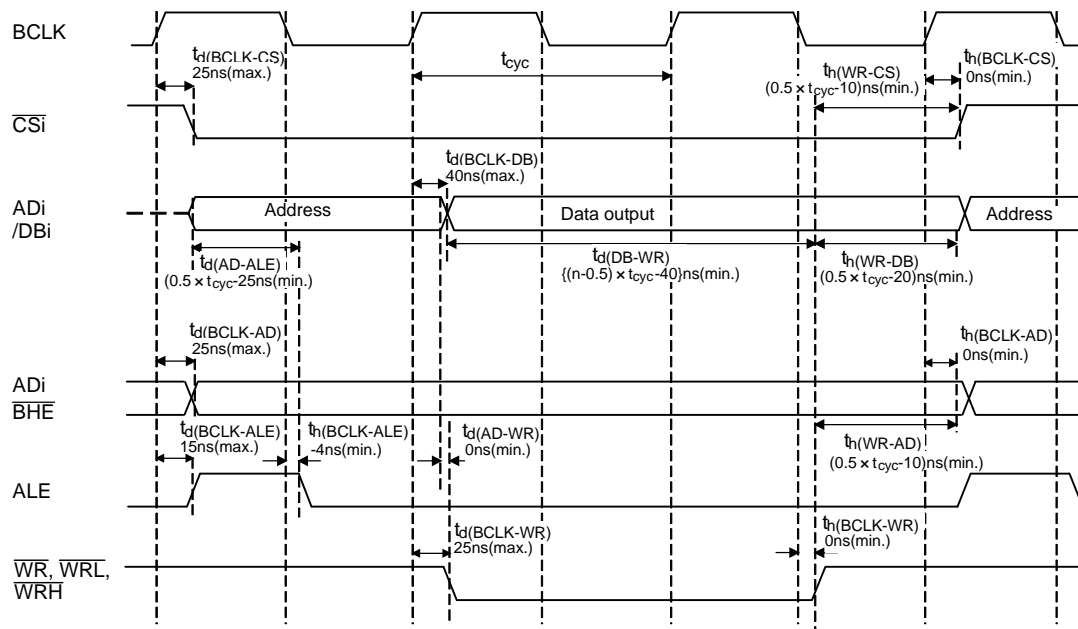 BCLK
td(BCLK-CS)
25ns(max.)
tcyc
th(WR-CS)
(0.5 × tcyc-10)ns(min.)
th(BCLK-CS)
0ns(min.)
CSi
td(BCLK-DB)
40ns(max.)
ADi
/DBi
Address
Data output
Address
td(AD-ALE)
(0.5 × tcyc-25ns(min.)
td(DB-WR)
{(n-0.5) × tcyc-40}ns(min.)
th(WR-DB)
(0.5 × tcyc-20)ns(min.)
td(BCLK-AD)
25ns(max.)
th(BCLK-AD)
0ns(min.)
ADi
BHE
td(BCLK-ALE)
15ns(max.)
th(BCLK-ALE)
-4ns(min.)
td(AD-WR)
0ns(min.)
th(WR-AD)
(0.5 × tcyc-10)ns(min.)
ALE
td(BCLK-WR)
25ns(max.)
th(BCLK-WR)
0ns(min.)
WR, WRL,
WRH